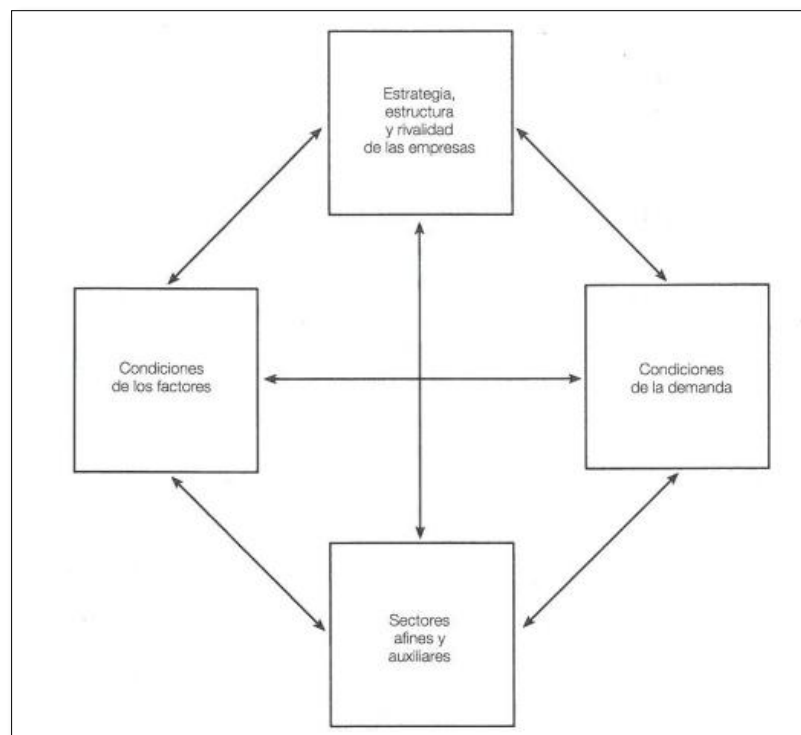 Estrategia,
estructura
y rivalidad
de las empresas
Condiciones
de los factores
Condiciones
de la demanda
Sectores
afines y
auxiliares